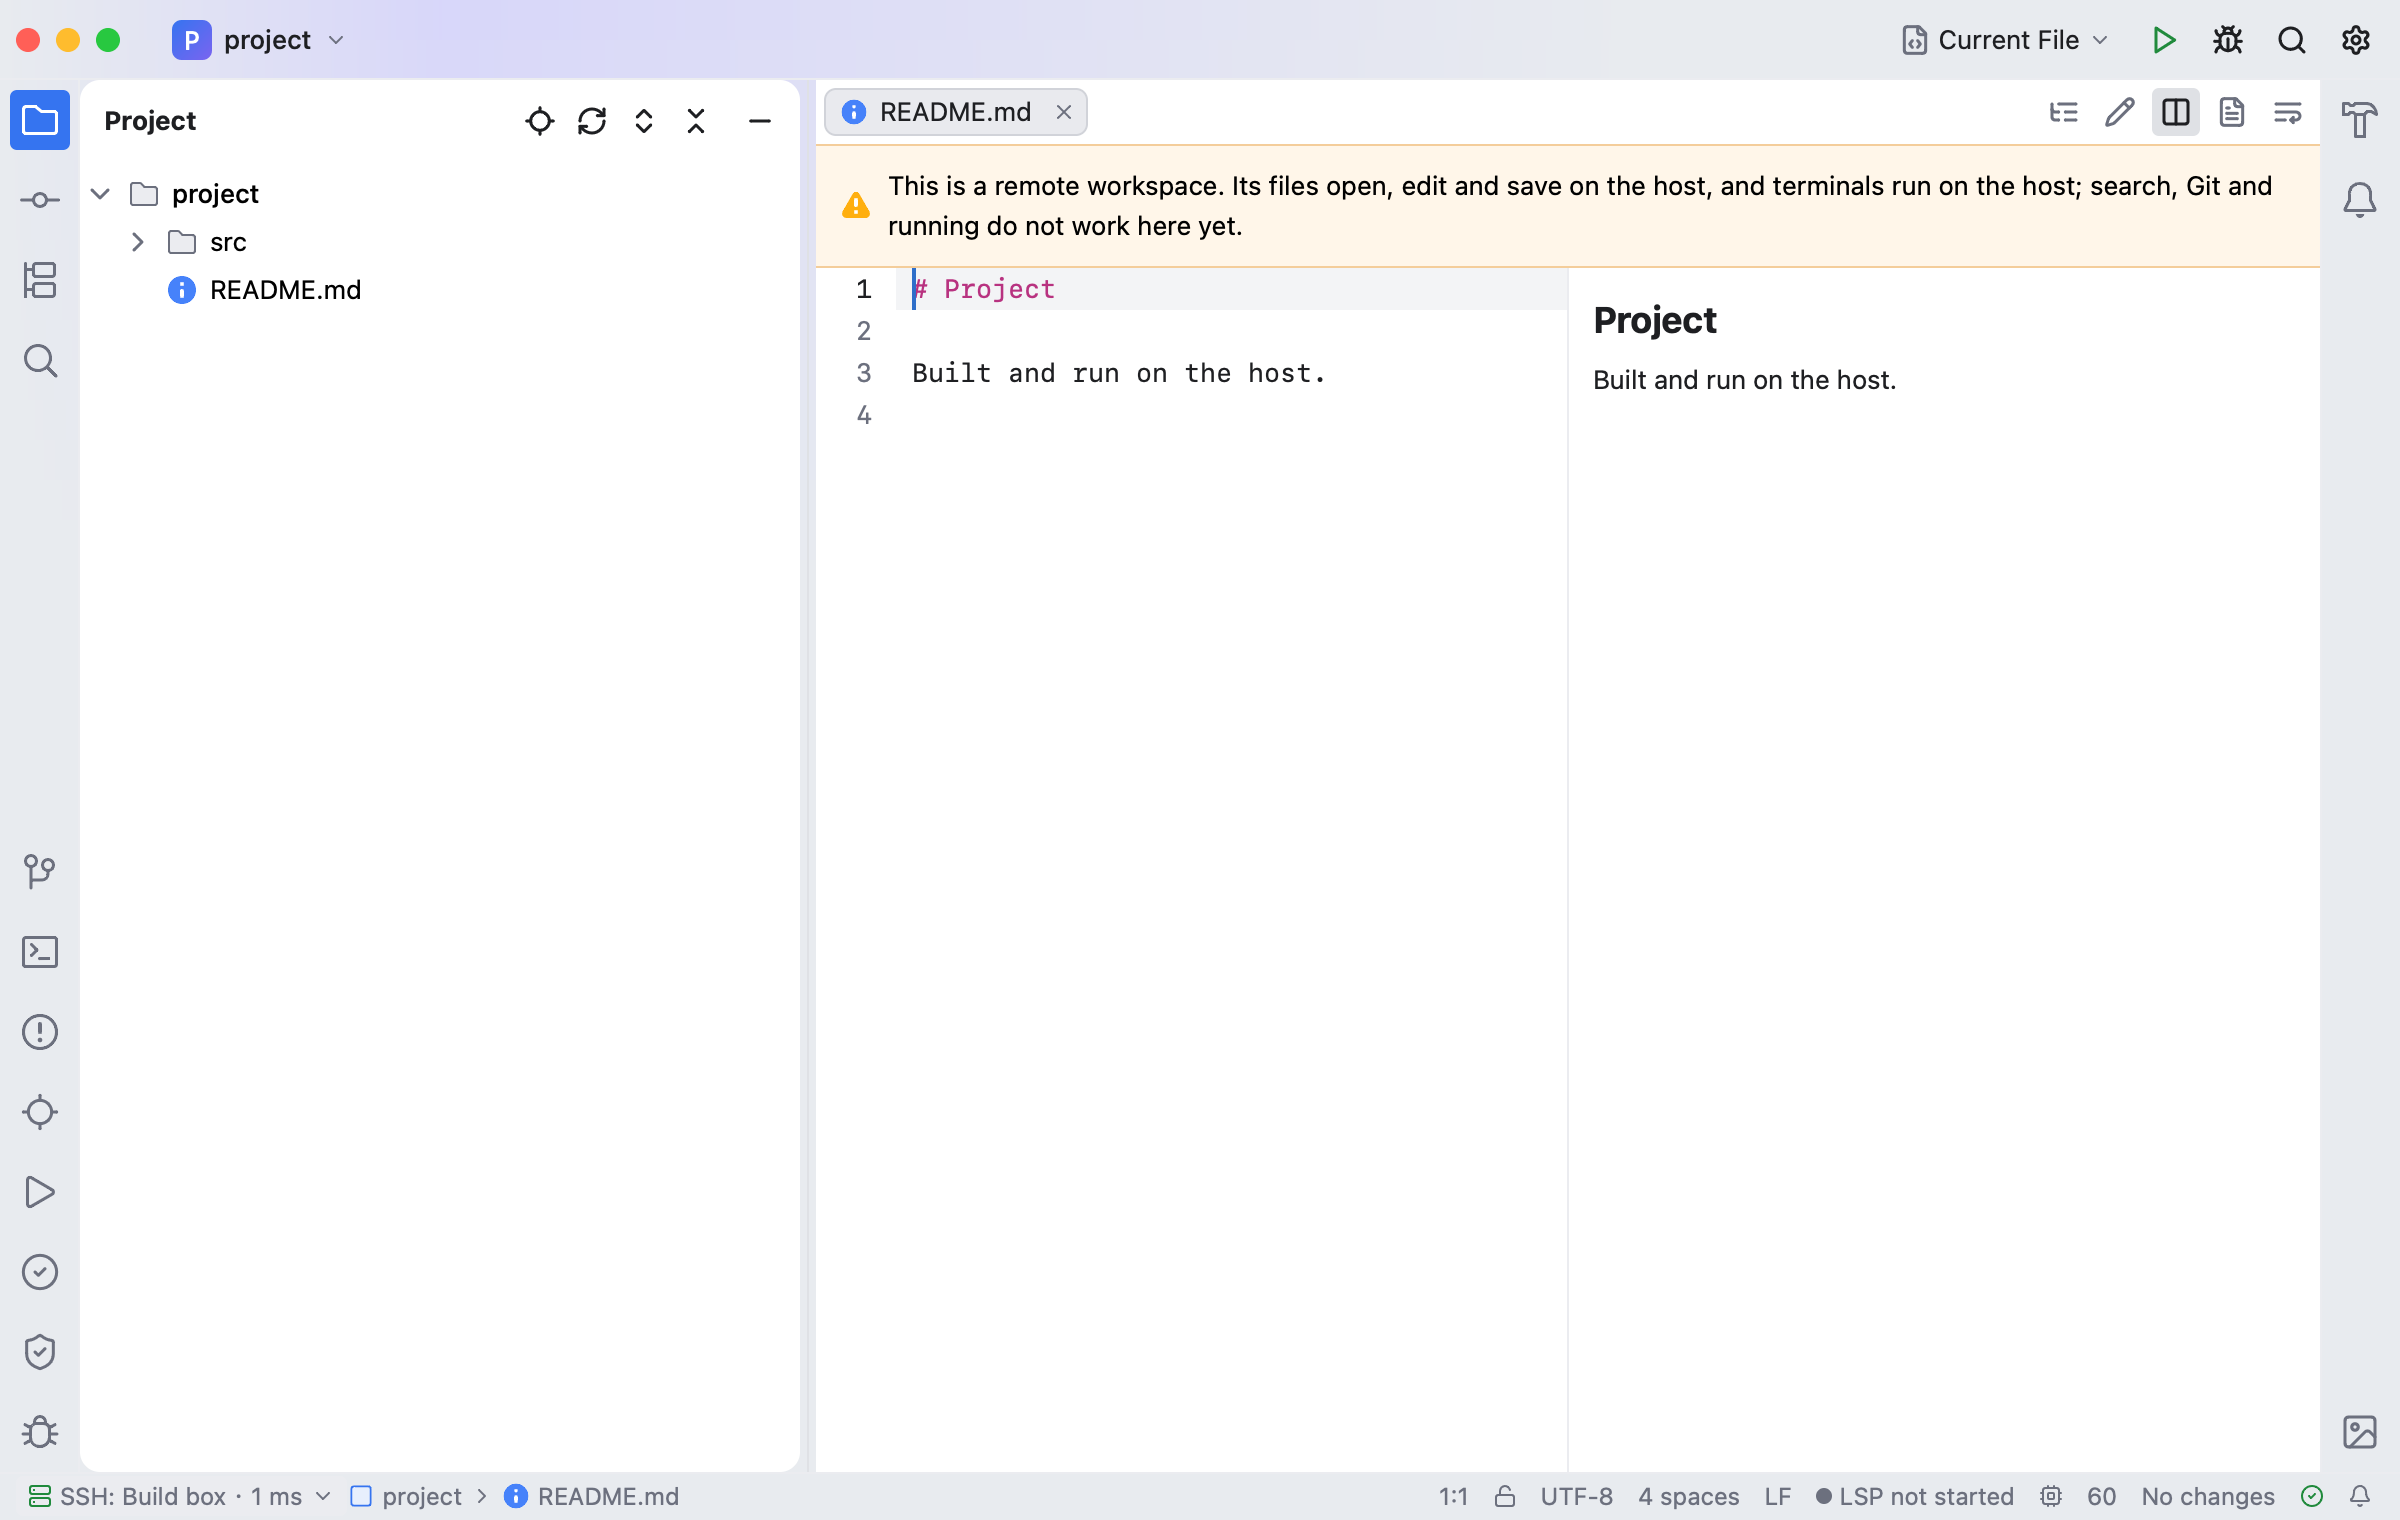 P project
Current File
Project
project
src
README.md
README.md
This is a remote workspace. Its files open, edit and save on the host, and terminals run on the host; search, Git and
running do not work here yet.
1 # Project
2
3 Built and run on the host.
4
Project
Built and run on the host.
SSH: Build box · 1 ms
project
README.md
1:1
UTF-8
4 spaces
LF
LSP not started
60
No changes